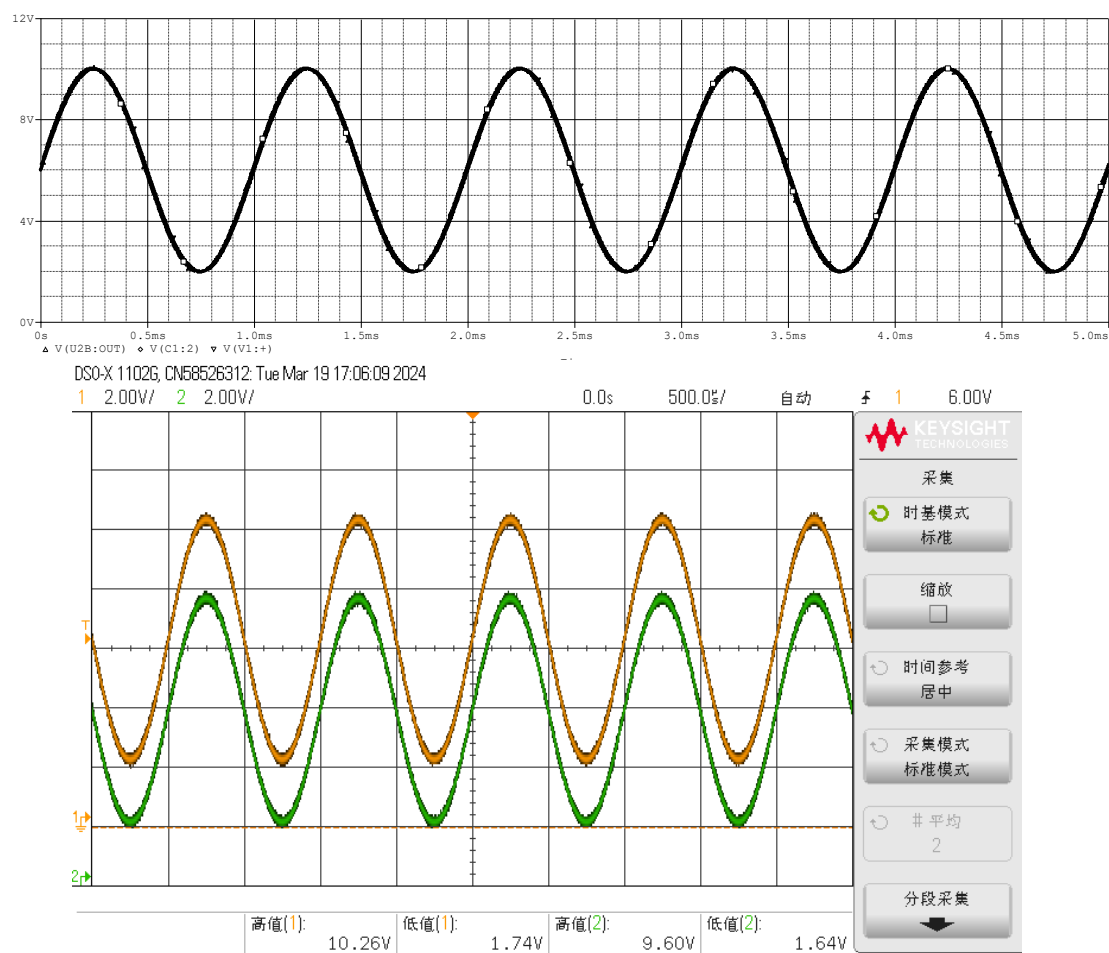 12V
8V
4V
0V
0s 0.5ms 1.0ms 1.5ms 2.0ms 2.5ms 3.0ms 3.5ms 4.0ms 4.5ms 5.0ms
V(U2B:OUT) V(C1:2) V(V1:+)
DSO-X 1102G, CN58526312: Tue Mar 19 17:06:09 2024
1 2.00V/ 2 2.00V/ 0.0s 500.0µs/ 自动 1 6.00V
KEYSIGHT
TECHNOLOGIES
采集
时基模式
标准
缩放
T
时间参考
居中
采集模式
标准模式
1
# 平均
2
2
分段采集
高值(1): 低值(1): 高值(2): 低值(2):
10.26V 1.74V 9.60V 1.64V